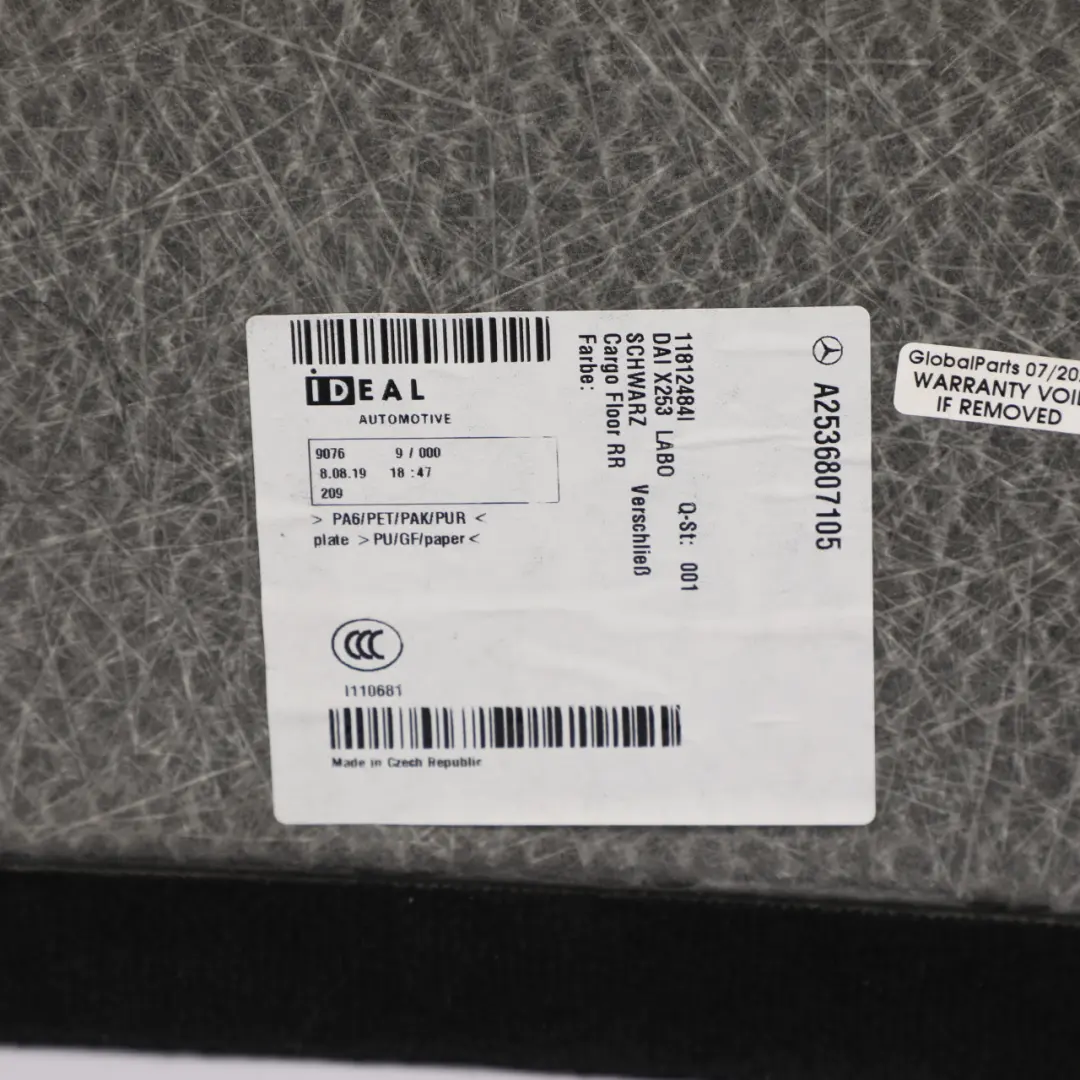 iDEAL
AUTOMOTIVE
9076 9 / 000
8.08.19 18 :47
209
> PA6/PET/PAK/PUR <
plate >PU/GF/paper<
CCC
I110681
Made in Czech Republic
A2536807105
11812484I Q-St: 001
DAI X253 LABO
SCHWARZ Verschließ
Cargo Floor RR
Farbe:
GlobalParts 07/20
WARRANTY VOID
IF REMOVED